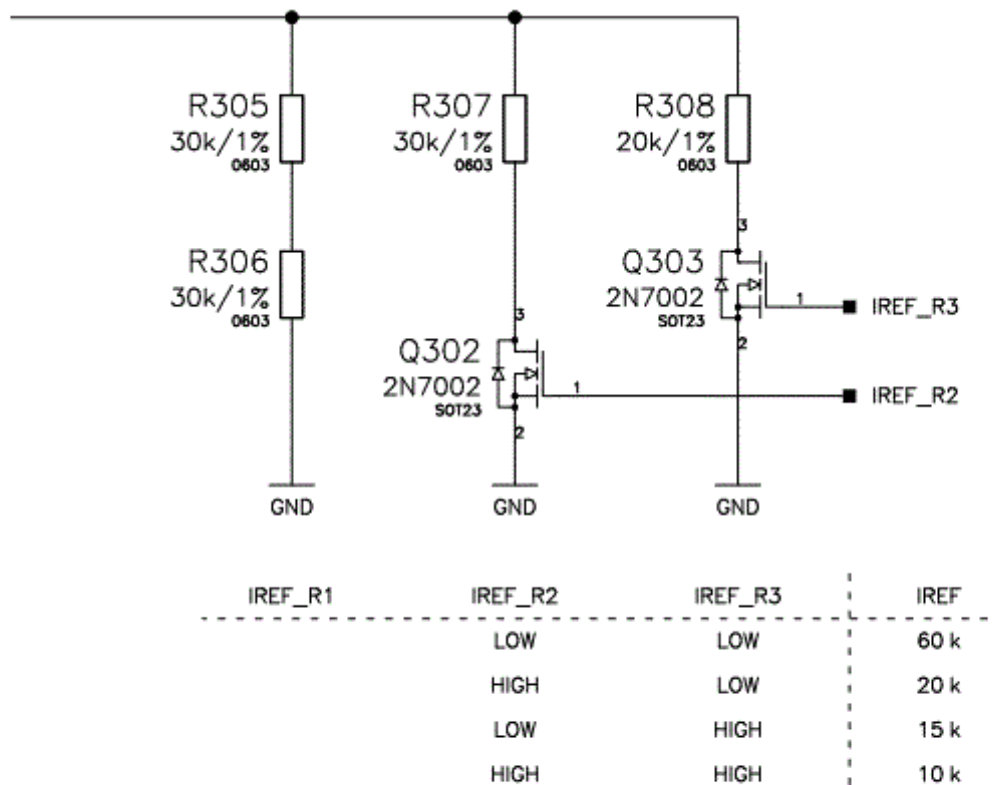 R305
30k/1%
0603
R307
30k/1%
0603
R308
20k/1%
0603
R306
30k/1%
0603
3
Q303
2N7002
SOT23
1
IREF_R3
2
3
Q302
2N7002
SOT23
1
IREF_R2
2
GND GND GND
IREF_R1 IREF_R2 IREF_R3 IREF
LOW LOW 60 k
HIGH LOW 20 k
LOW HIGH 15 k
HIGH HIGH 10 k